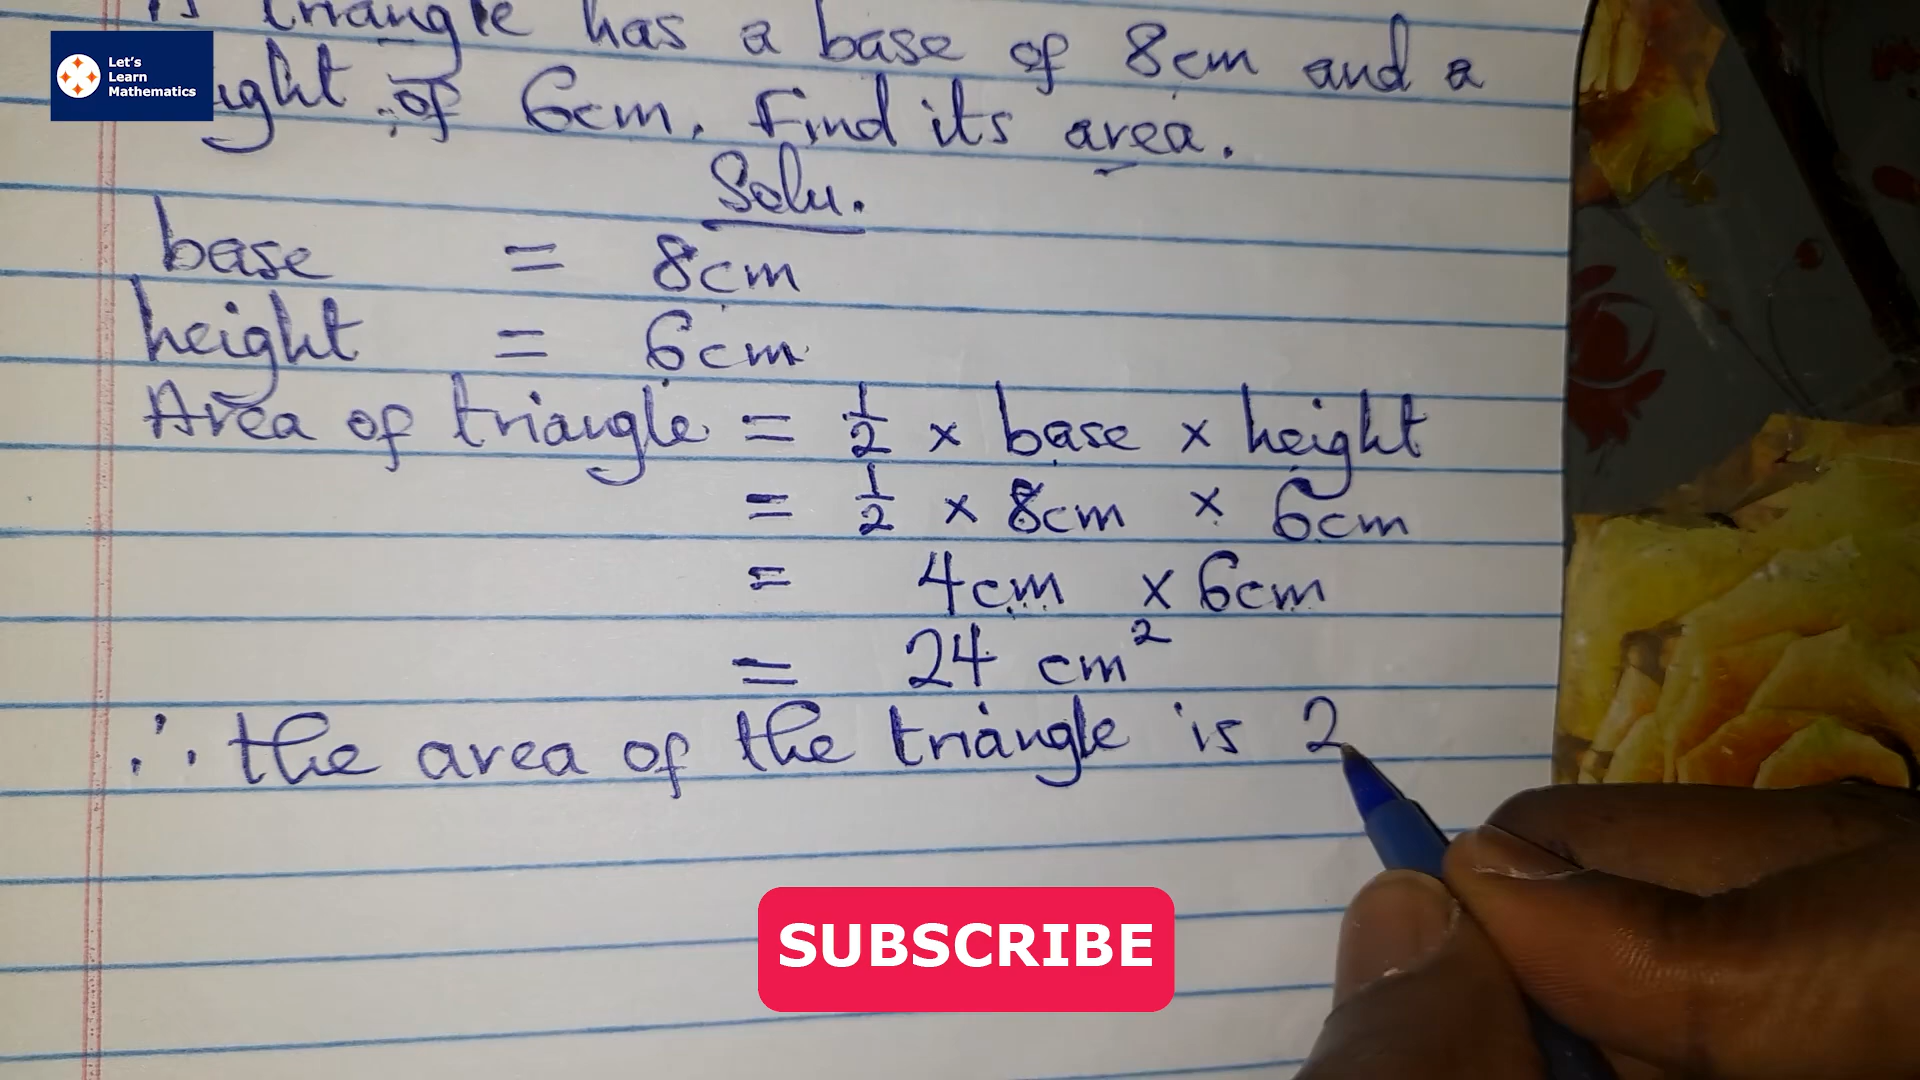 Let's
Learn
Mathematics
triangle has a base of 8cm and a
ight of 6cm. Find its area.
Solu.
base = 8cm
height = 6cm
Area of triangle = 1/2 × base × height
= 1/2 × 8cm × 6cm
= 4cm × 6cm
= 24 cm²
∴ the area of the triangle is 2
SUBSCRIBE